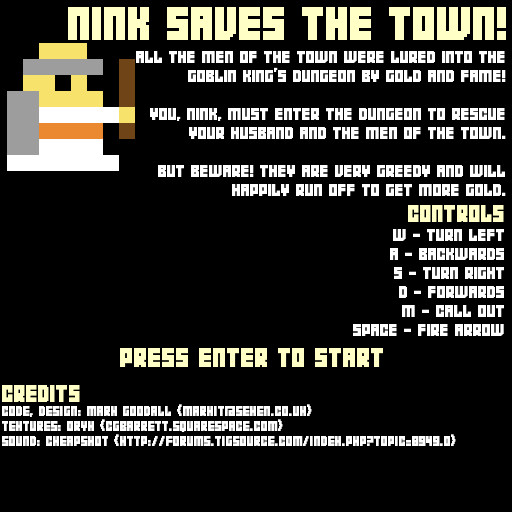 NINK SAVES THE TOWN!
ALL THE MEN OF THE TOWN WERE LURED INTO THE
GOBLIN KING'S DUNGEON BY GOLD AND FAME!
YOU, NINK, MUST ENTER THE DUNGEON TO RESCUE
YOUR HUSBAND AND THE MEN OF THE TOWN.
BUT BEWARE! THEY ARE VERY GREEDY AND WILL
HAPPILY RUN OFF TO GET MORE GOLD.
CONTROLS
W - TURN LEFT
A - BACKWARDS
S - TURN RIGHT
D - FORWARDS
M - CALL OUT
SPACE - FIRE ARROW
PRESS ENTER TO START
CREDITS
CODE, DESIGN: MARK GOODALL (MARKIT@SEKEN.CO.UK)
TEXTURES: ORYX (CGBARRETT.SQUARESPACE.COM)
SOUND: CHEAPSHOT (HTTP://FORUMS.TIGSOURCE.COM/INDEX.PHP?TOPIC=8949.0)